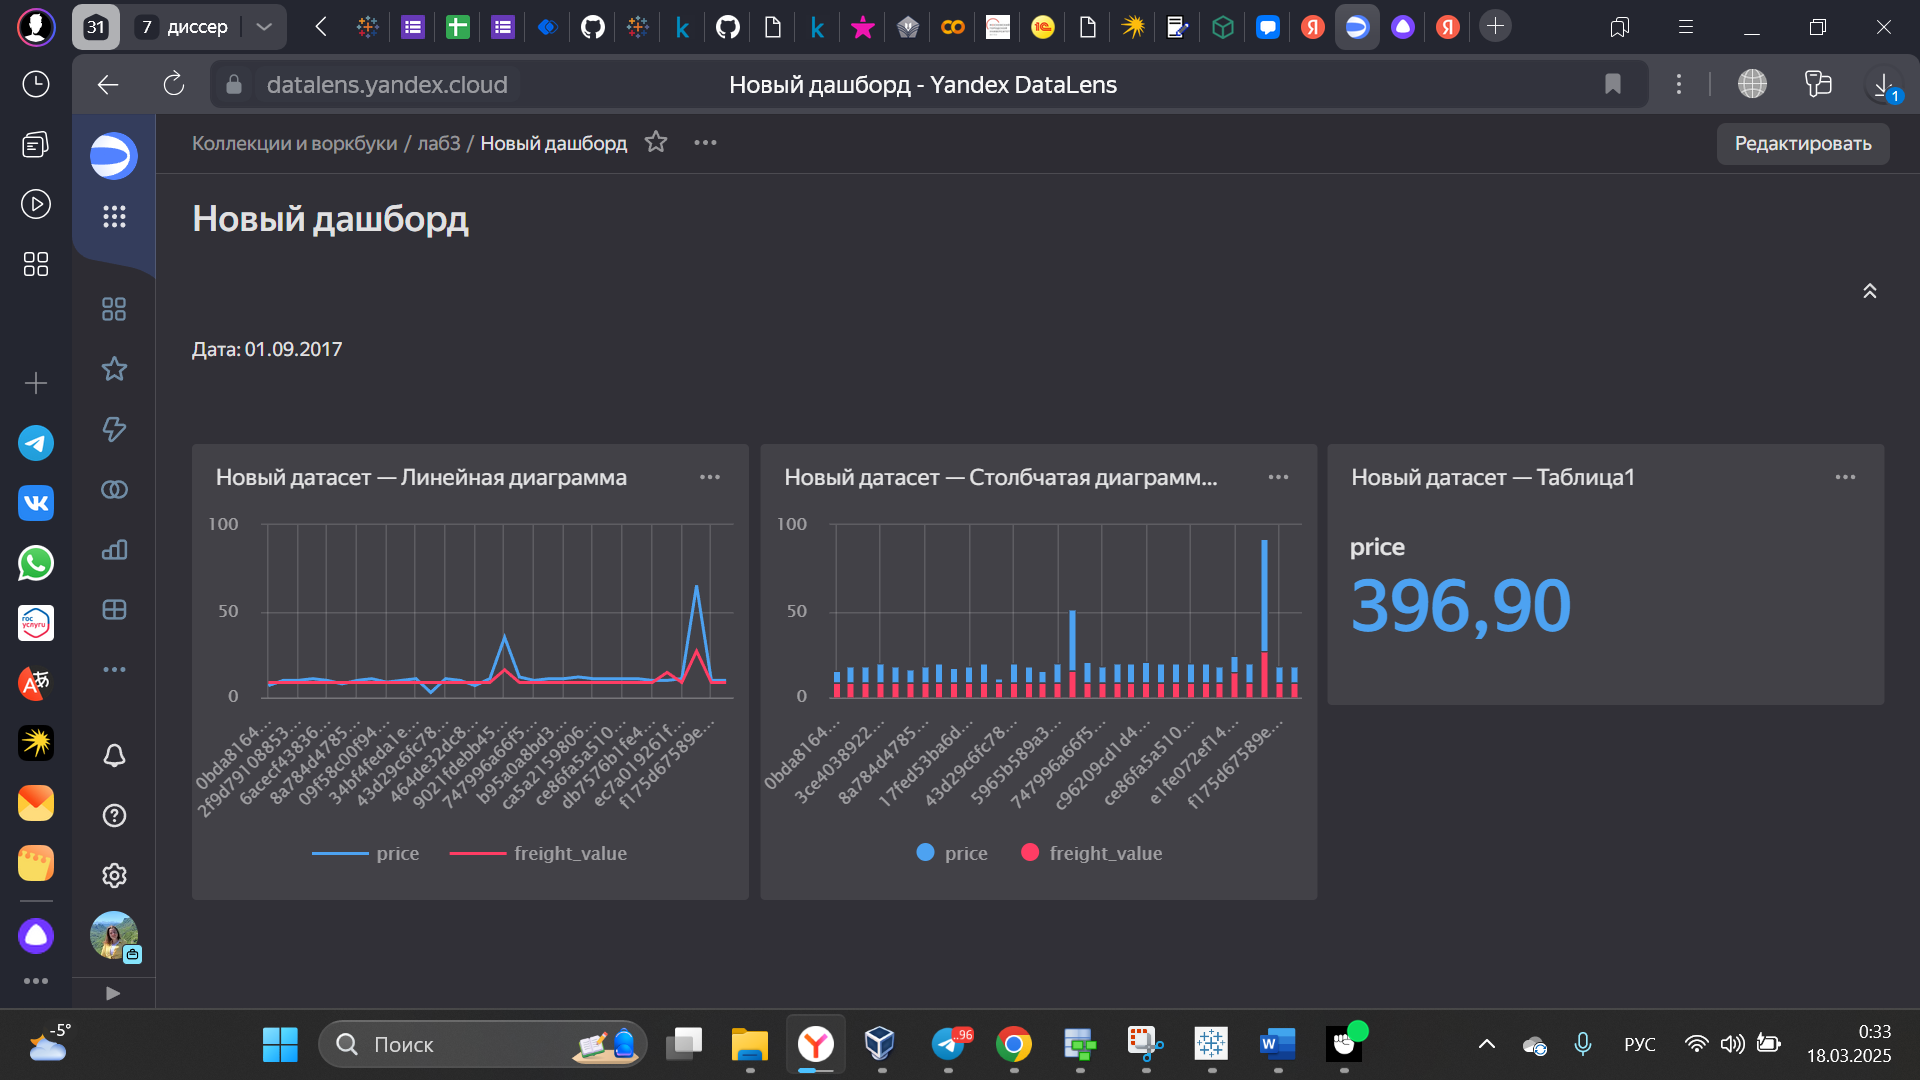 31
7 диссер
1
datalens.yandex.cloud
Новый дашборд - Yandex DataLens
Коллекции и воркбуки / лаб3 / Новый дашборд
Редактировать
Новый дашборд
Дата: 01.09.2017
Новый датасет — Линейная диаграмма
100
50
0
0bda8164...
2f9d79108853...
6acecf43836...
8a784d4785...
09f58c00f94...
34bf4feda1e...
43d29c6fc78...
464de32dc8...
9021fdebb45...
747996a66f5...
b95a0a8bd3...
ca5a2159806...
ce86fa5a510...
db7576b1fe4...
ec7a019261f...
f175d67589e...
price
freight_value
Новый датасет — Столбчатая диаграмм...
100
50
0
0bda8164...
3ce4038922...
8a784d4785...
17fed53ba6d...
43d29c6fc78...
5965b589a3...
747996a66f5...
c96209cd1d4...
ce86fa5a510...
e1fe072ef14...
f175d67589e...
price
freight_value
Новый датасет — Таблица1
price
396,90
гос
услуги
-5°
Поиск
..96
РУС
0:33
18.03.2025